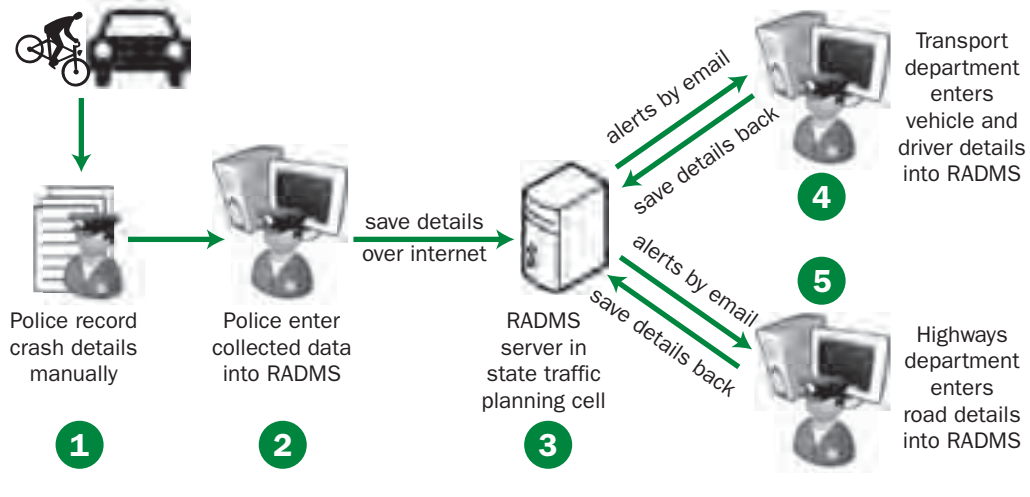 Police record
crash details
manually
1
Police enter
collected data
into RADMS
2
save details
over internet
RADMS
server in
state traffic
planning cell
3
alerts by email
save details back
Transport
department
enters
vehicle and
driver details
into RADMS
4
alerts by email
save details back
5
Highways
department
enters
road details
into RADMS